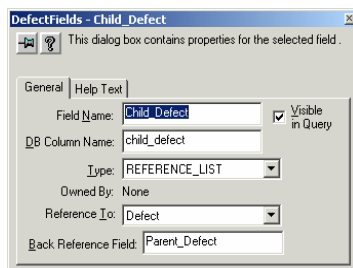 DefectFields - Child_Defect
This dialog box contains properties for the selected field .
General
Help Text
Field Name: Child_Defect
Visible in Query
DB Column Name: child_defect
Type: REFERENCE_LIST
Owned By: None
Reference To: Defect
Back Reference Field: Parent_Defect